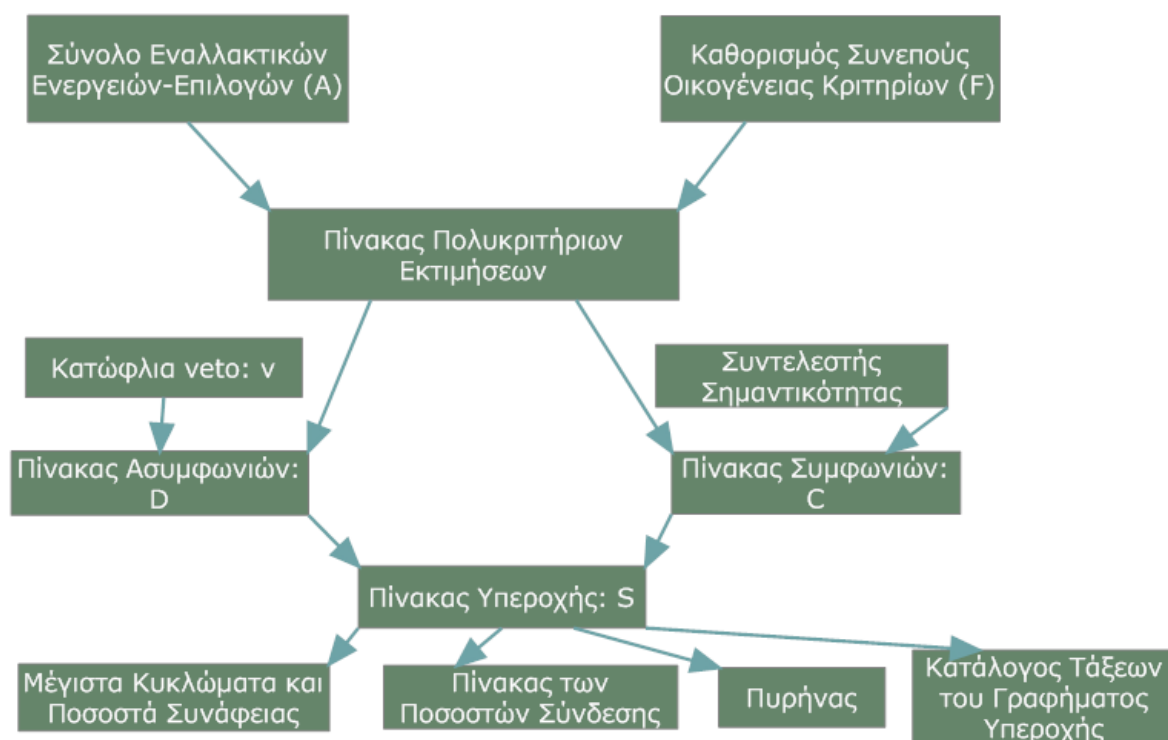 Σύνολο Εναλλακτικών
Ενεργειών-Επιλογών (Α)
Καθορισμός Συνεπούς
Οικογένειας Κριτηρίων (F)
Πίνακας Πολυκριτήριων
Εκτιμήσεων
Κατώφλια veto: v
Συντελεστής
Σημαντικότητας
Πίνακας Ασυμφωνιών:
D
Πίνακας Συμφωνιών:
C
Πίνακας Υπεροχής: S
Μέγιστα Κυκλώματα και
Ποσοστά Συνάφειας
Πίνακας των
Ποσοστών Σύνδεσης
Πυρήνας
Κατάλογος Τάξεων
του Γραφήματος
Υπεροχής